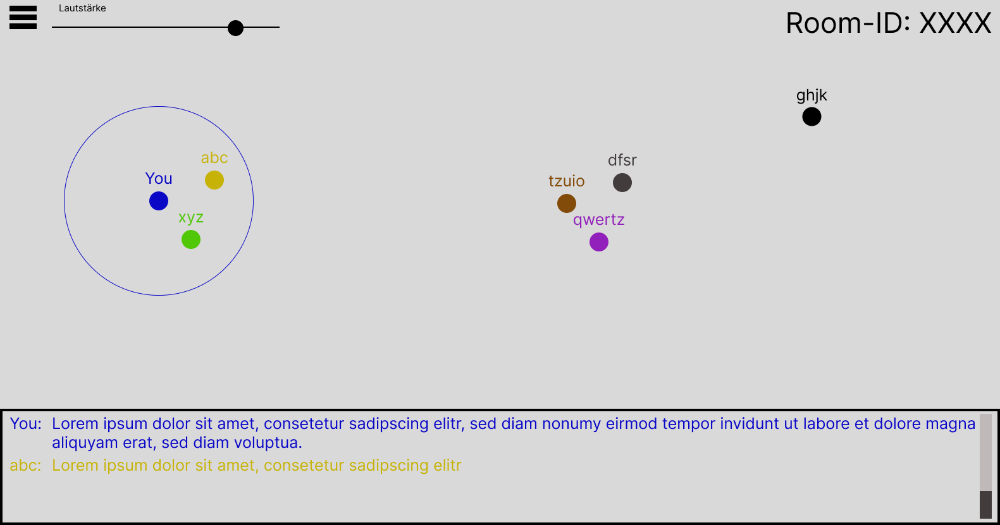 Lautstärke
Room-ID: XXXX
ghjk
abc
dfsr
You
tzuio
xyz
qwertz
You: Lorem ipsum dolor sit amet, consetetur sadipscing elitr, sed diam nonumy eirmod tempor invidunt ut labore et dolore magna
aliquyam erat, sed diam voluptua.
abc: Lorem ipsum dolor sit amet, consetetur sadipscing elitr